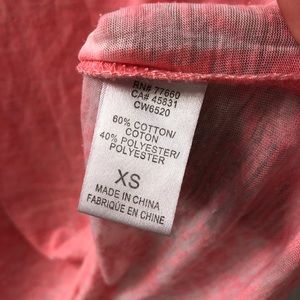 RN# 77660
CA# 45831
CW6520
60% COTTON/
COTON
40% POLYESTER/
POLYESTER
XS
MADE IN CHINA
FABRIQUÉ EN CHINE